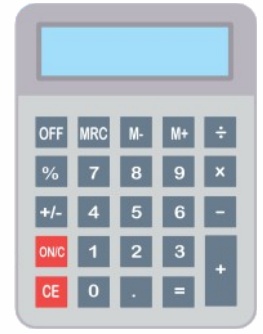 OFF MRC M- M+ ÷
% 7 8 9 ×
+/- 4 5 6 −
ON/C 1 2 3 +
CE 0 . =